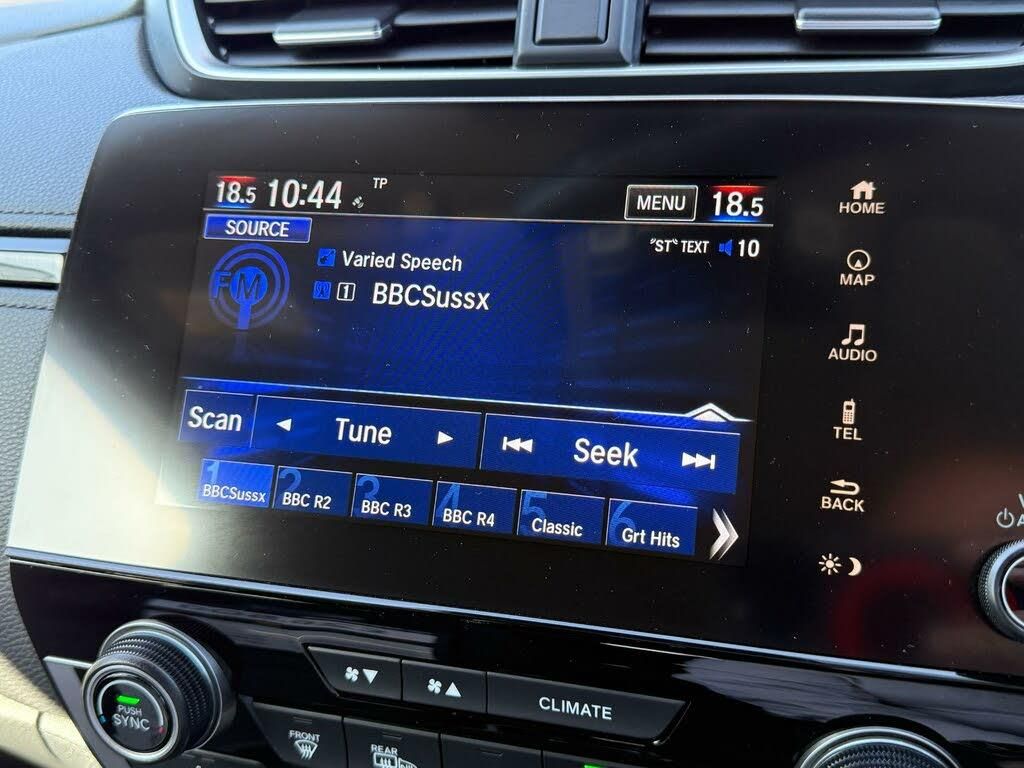 18.5 10:44 TP MENU 18.5
SOURCE
"ST" TEXT 10
FM
Varied Speech
1 BBCSussx
Scan Tune Seek
1 BBCSussx
2 BBC R2
3 BBC R3
4 BBC R4
5 Classic
6 Grt Hits
HOME
MAP
AUDIO
TEL
BACK
PUSH
SYNC
CLIMATE
FRONT
REAR